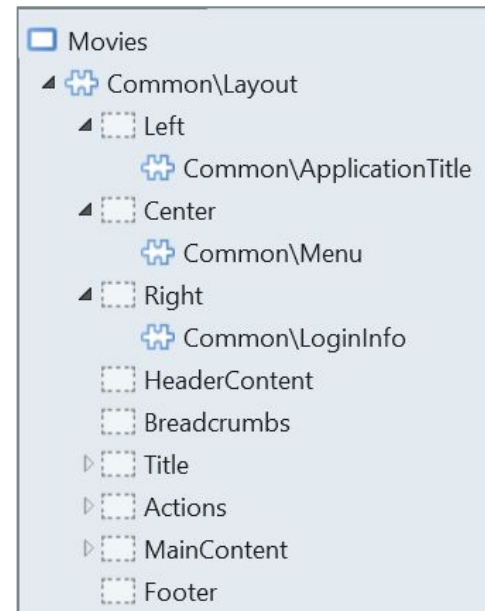 Movies
Common\Layout
Left
Common\ApplicationTitle
Center
Common\Menu
Right
Common\LoginInfo
HeaderContent
Breadcrumbs
Title
Actions
MainContent
Footer